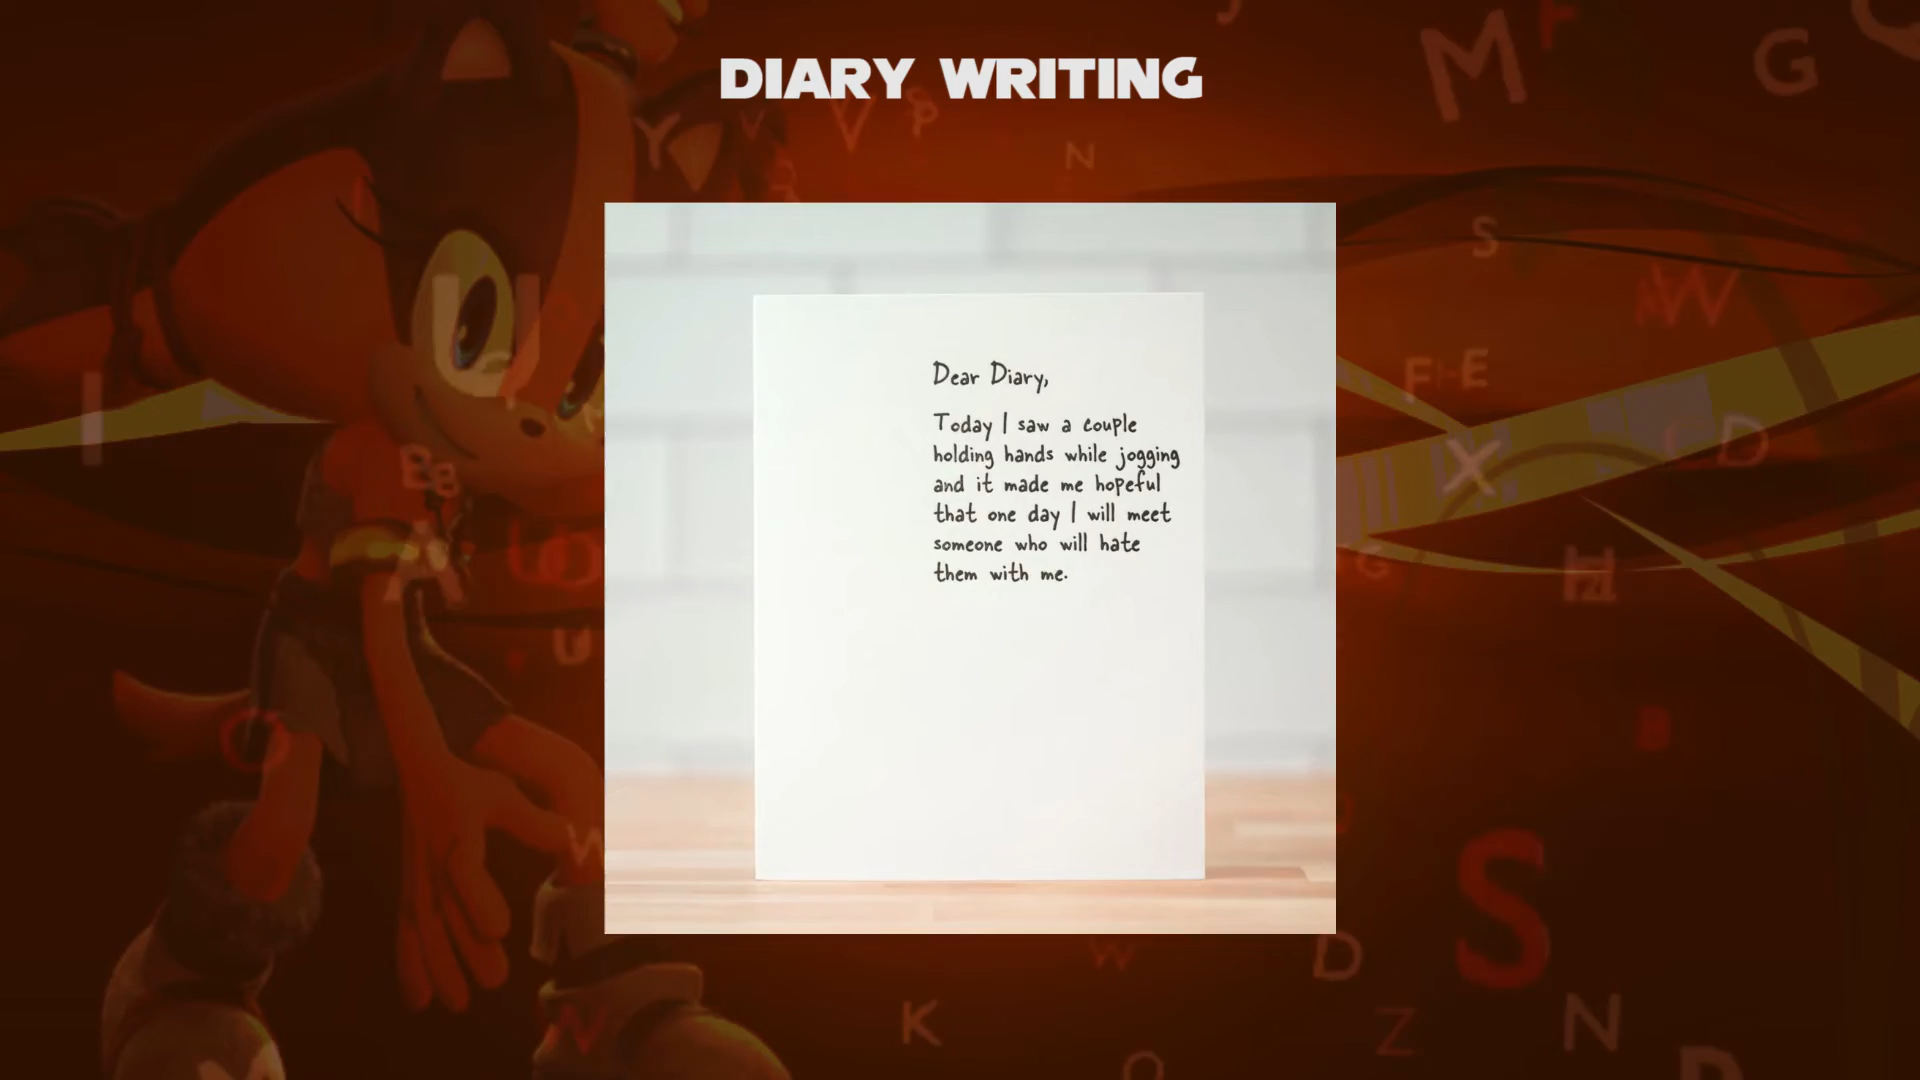 DIARY WRITING
Dear Diary,
Today I saw a couple
holding hands while jogging
and it made me hopeful
that one day I will meet
someone who will hate
them with me.